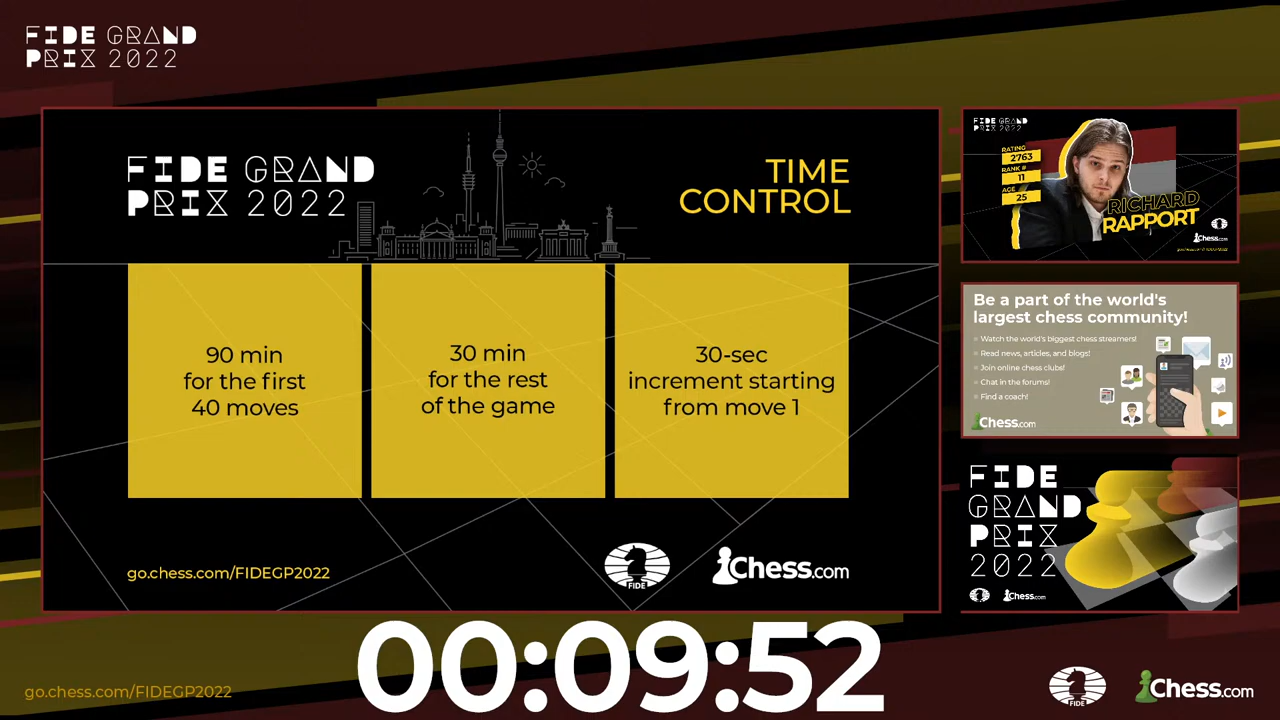 FIDE GRAND
PRIX 2022
FIDE GRAND
PRIX 2022
TIME
CONTROL
90 min
for the first
40 moves
30 min
for the rest
of the game
30-sec
increment starting
from move 1
go.chess.com/FIDEGP2022
FIDE
Chess.com
FIDE GRAND
PRIX 2022
RATING
2763
RANK #
11
AGE
25
RICHARD
RAPPORT
Chess.com
Be a part of the world's
largest chess community!
Watch the world's biggest chess streamers!
Read news, articles, and blogs!
Join online chess clubs!
Chat in the forums!
Find a coach!
Chess.com
FIDE
GRAND
PRIX
2022
Chess.com
00:09:52
go.chess.com/FIDEGP2022
FIDE
Chess.com